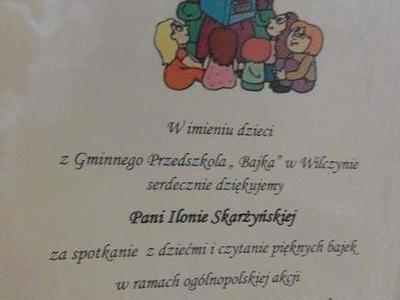 W imieniu dzieci
z Gminnego Przedszkola „Bajka” w Wilczynie
serdecznie dziękujemy
Pani Ilonie Skarżyńskiej
za spotkanie z dziećmi i czytanie pięknych bajek
w ramach ogólnopolskiej akcji